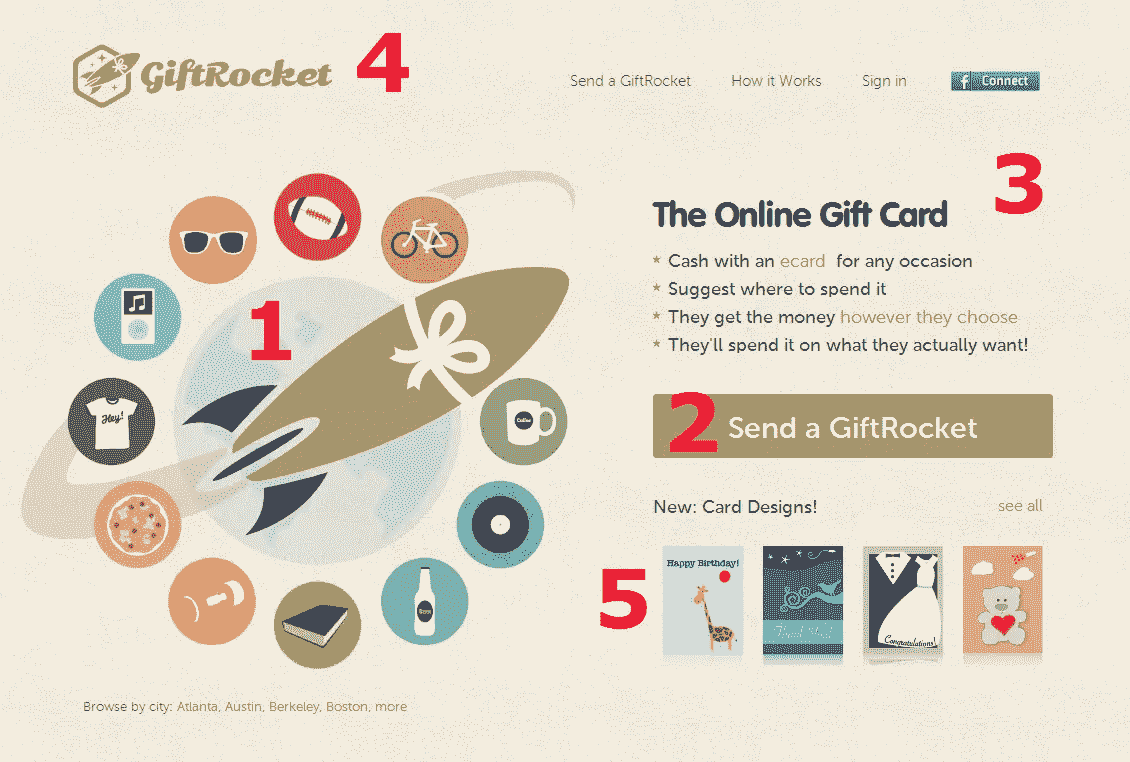 GiftRocket
4
Send a GiftRocket
How it Works
Sign in
f Connect
3
The Online Gift Card
* Cash with an ecard for any occasion
* Suggest where to spend it
* They get the money however they choose
* They'll spend it on what they actually want!
1
Hey!
Coffee
2
Send a GiftRocket
New: Card Designs!
see all
5
Happy Birthday!
Thank You!
Congratulations!
Browse by city: Atlanta, Austin, Berkeley, Boston, more